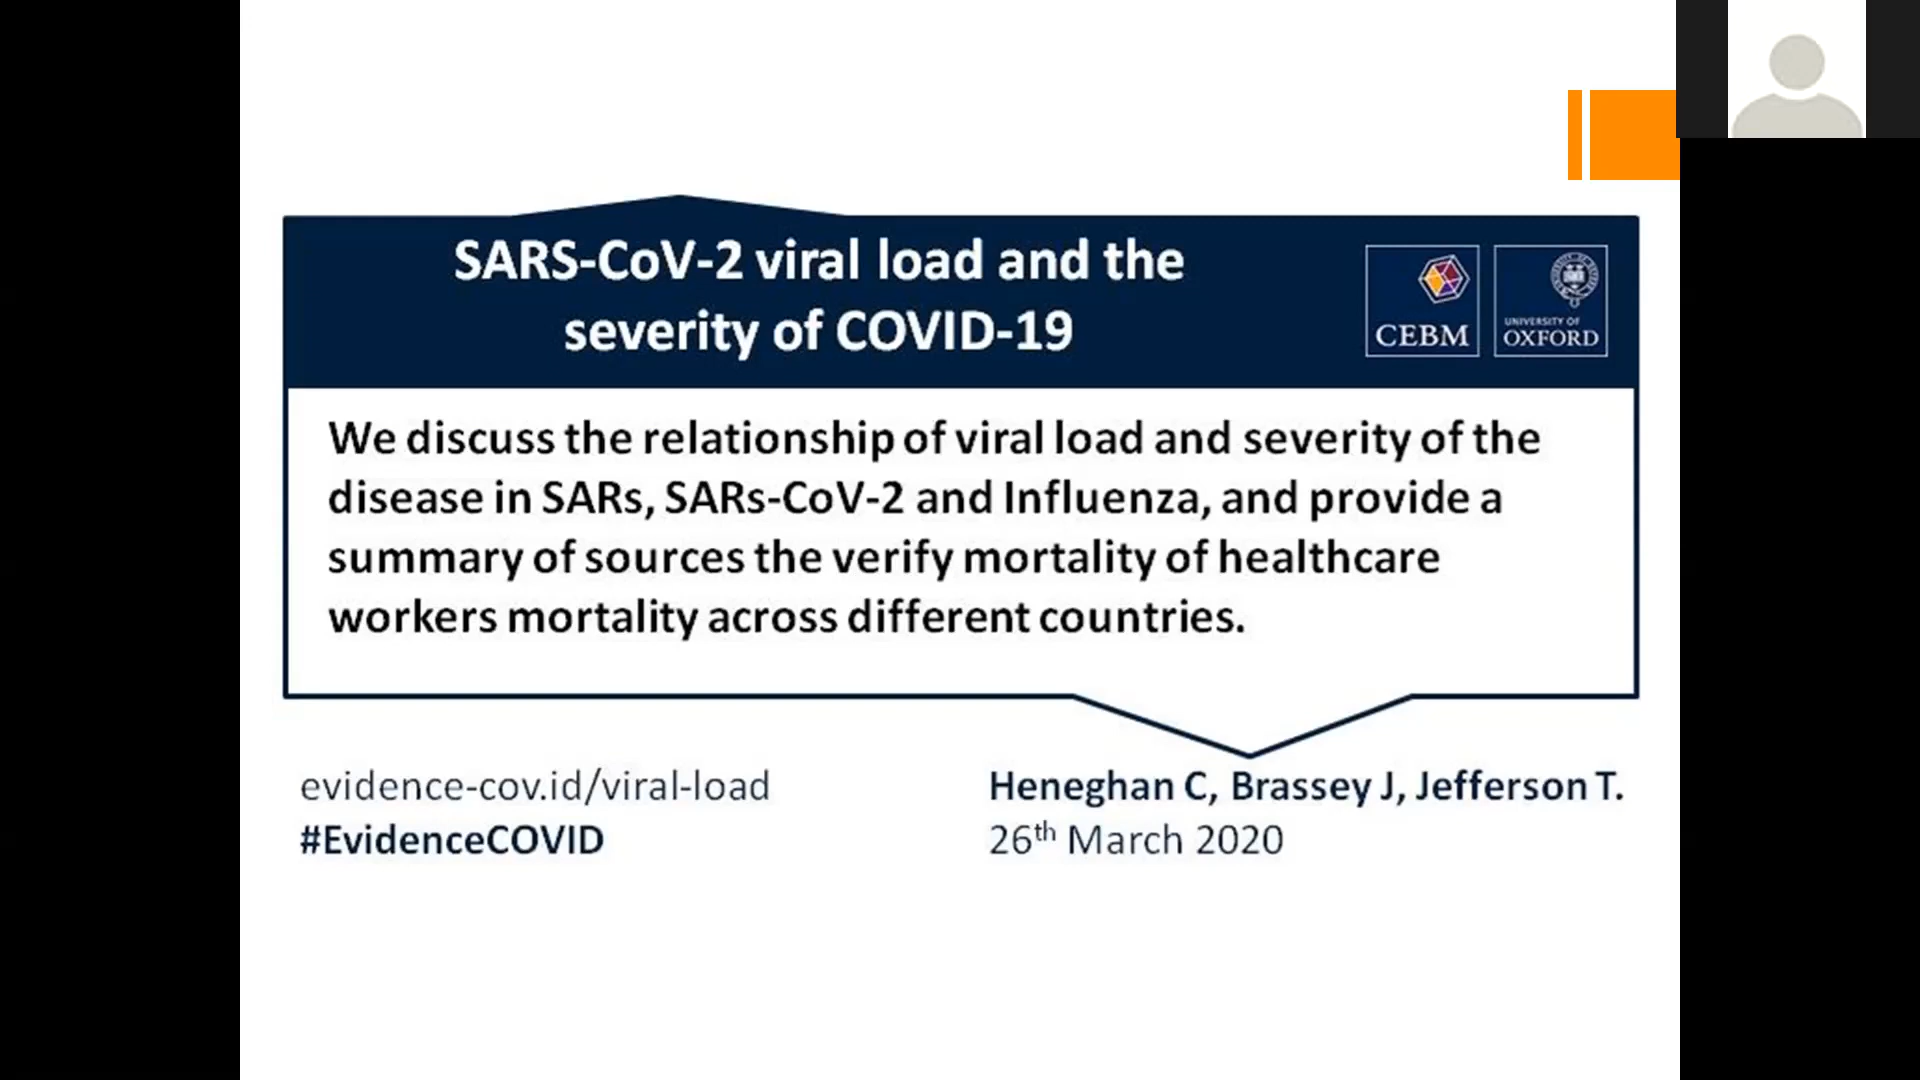 SARS-CoV-2 viral load and the
severity of COVID-19
CEBM
UNIVERSITY OF
OXFORD
We discuss the relationship of viral load and severity of the
disease in SARs, SARs-CoV-2 and Influenza, and provide a
summary of sources the verify mortality of healthcare
workers mortality across different countries.
evidence-cov.id/viral-load
#EvidenceCOVID
Heneghan C, Brassey J, Jefferson T.
26th March 2020